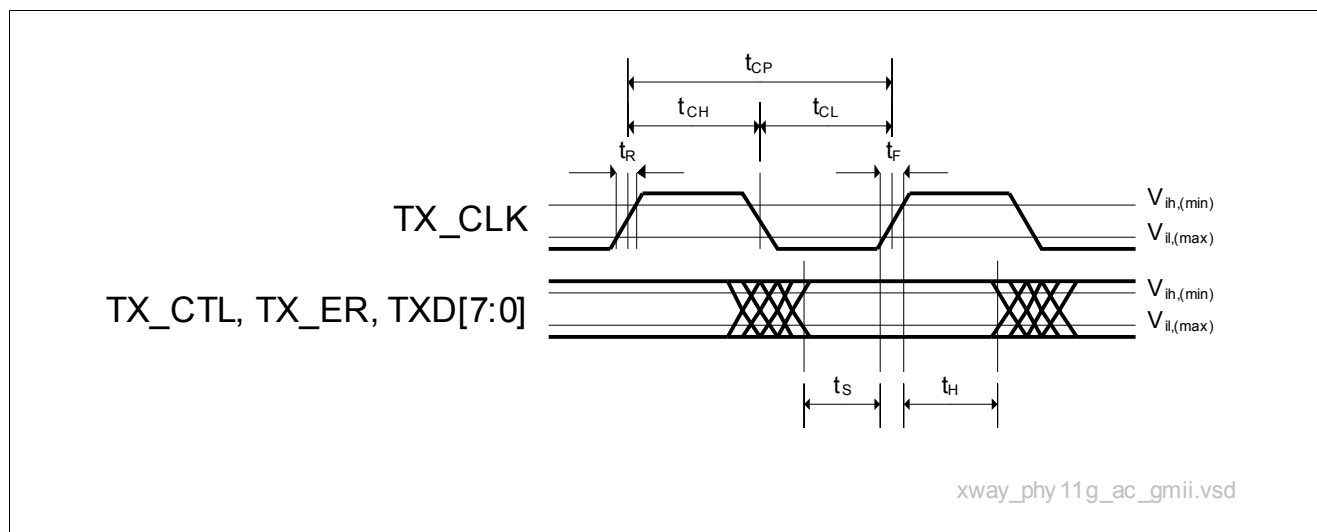 tCP
tCH tCL
tR tF
TX_CLK
Vih,(min)
Vil,(max)
TX_CTL, TX_ER, TXD[7:0]
Vih,(min)
Vil,(max)
tS tH
xway_phy11g_ac_gmii.vsd